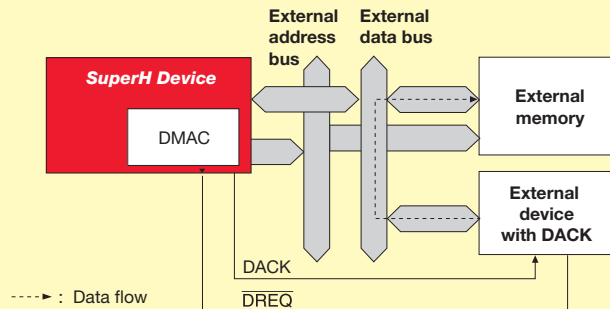 External
address
bus
External
data bus
SuperH Device
DMAC
External
memory
External
device
with DACK
DACK
DREQ
: Data flow